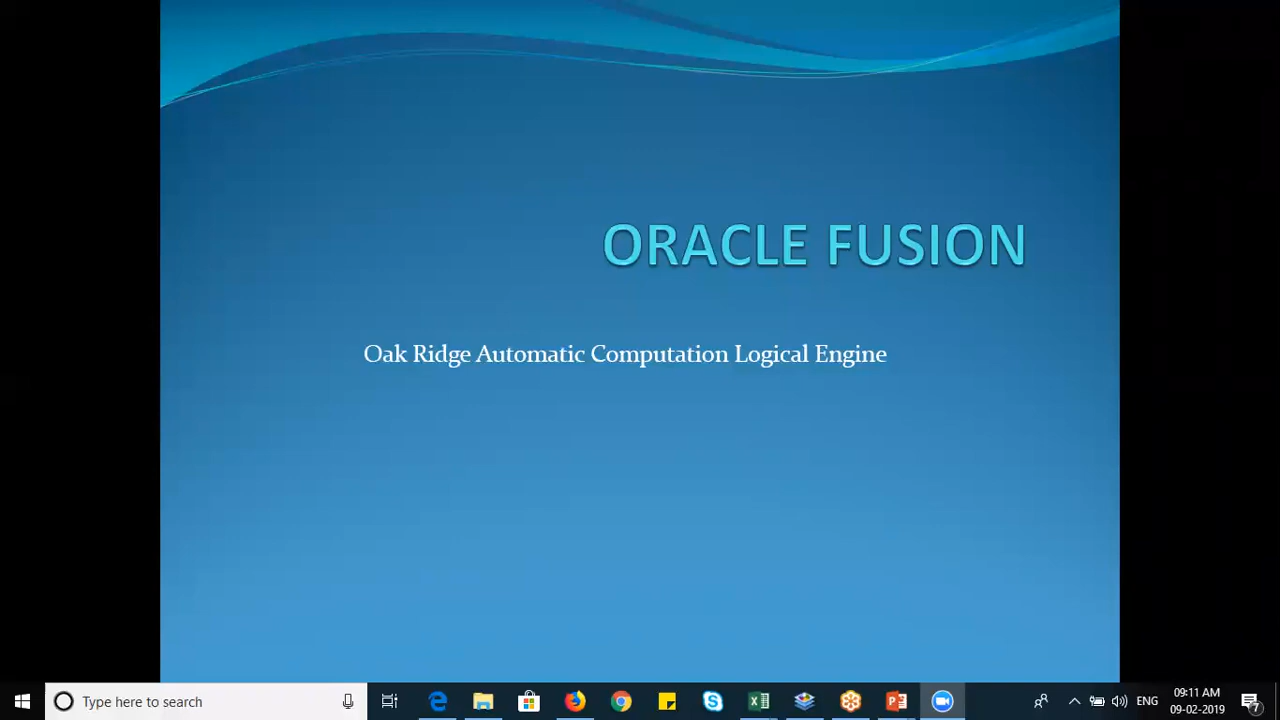 ORACLE FUSION
Oak Ridge Automatic Computation Logical Engine
Type here to search
ENG
09:11 AM
09-02-2019
7